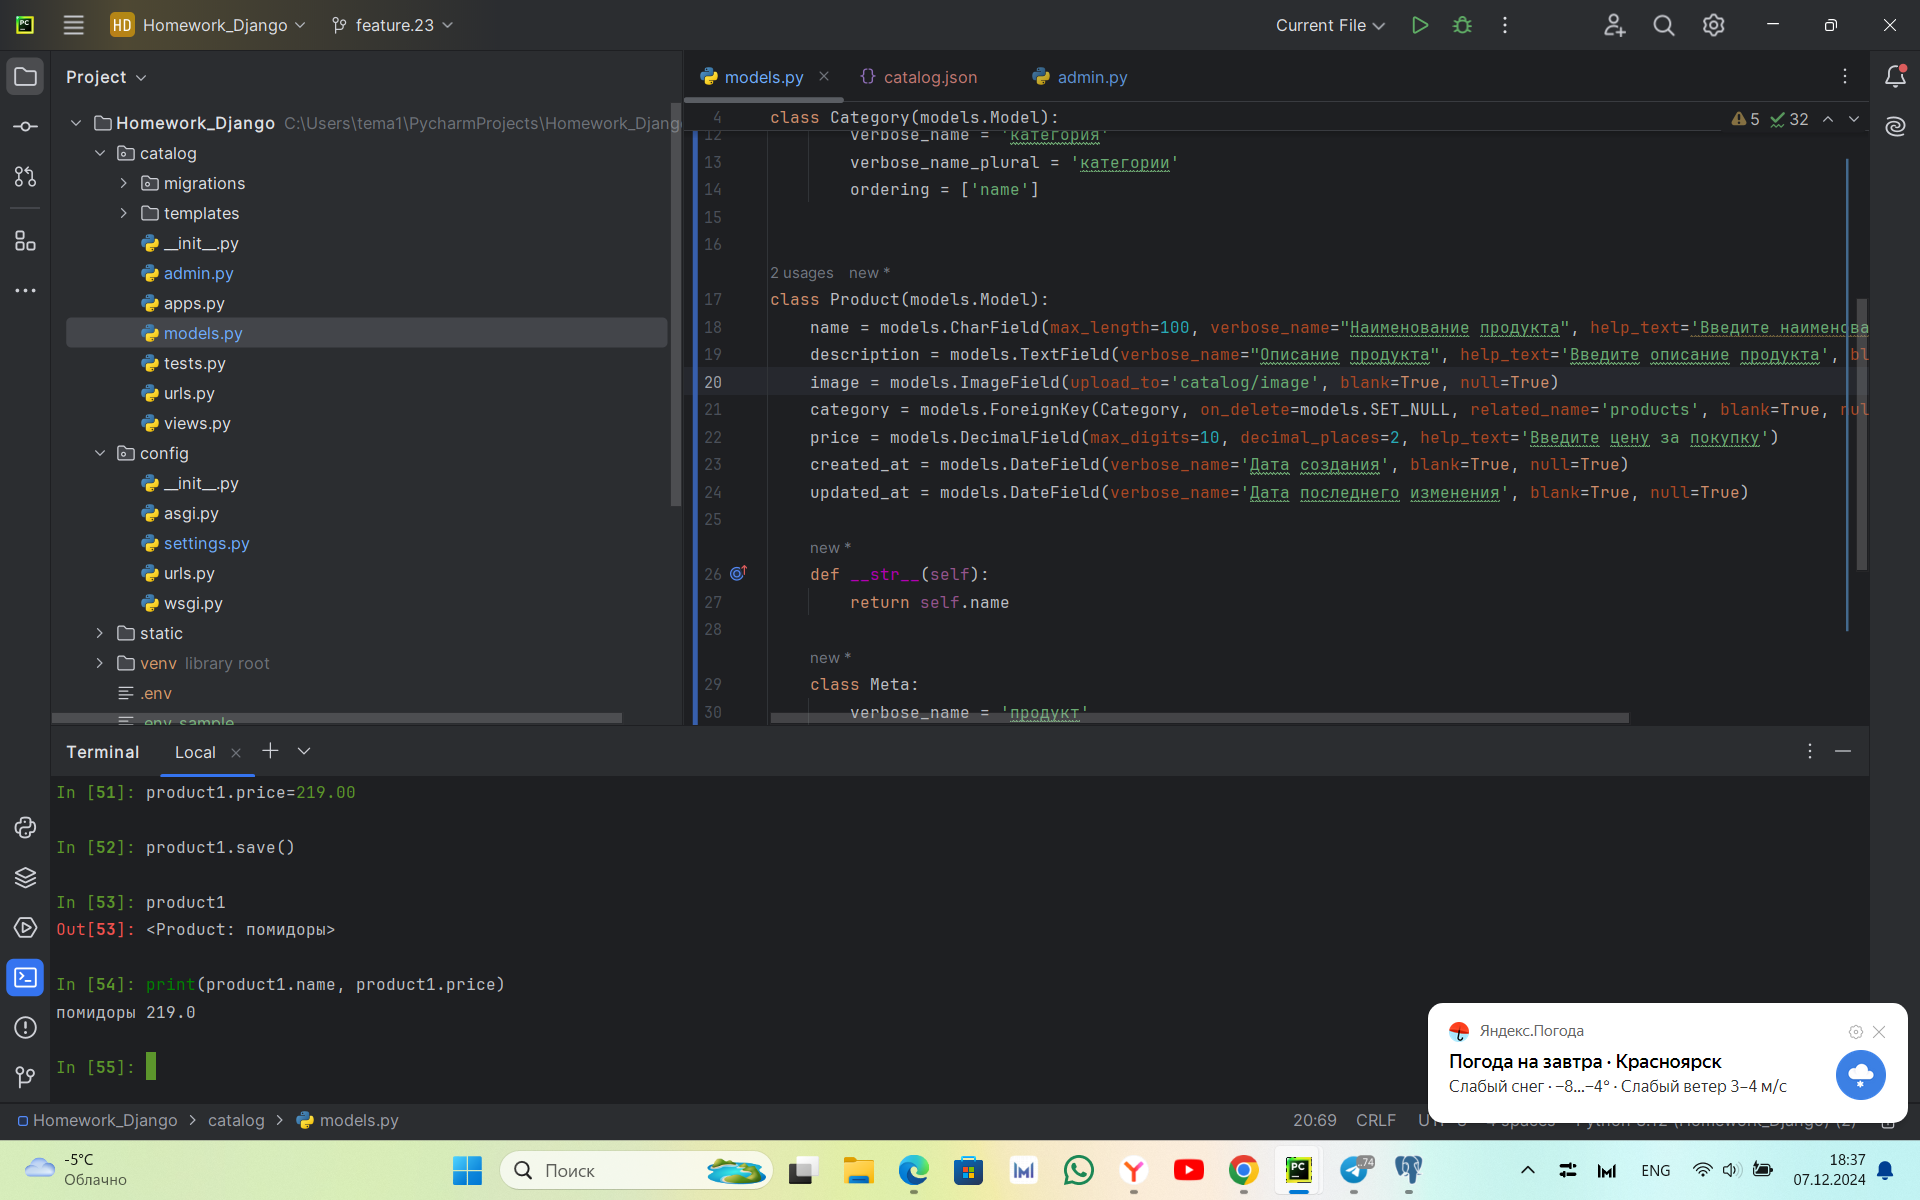 HD Homework_Django feature.23 Current File
Project
Homework_Django C:\Users\tema1\PycharmProjects\Homework_Django
catalog
migrations
templates
__init__.py
admin.py
apps.py
models.py
tests.py
urls.py
views.py
config
__init__.py
asgi.py
settings.py
urls.py
wsgi.py
static
venv library root
.env
.env_sample
models.py catalog.json admin.py
4 class Category(models.Model): 5 32
12 verbose_name = 'категория'
13 verbose_name_plural = 'категории'
14 ordering = ['name']
15
16
2 usages new *
17 class Product(models.Model):
18 name = models.CharField(max_length=100, verbose_name="Наименование продукта", help_text='Введите наименова
19 description = models.TextField(verbose_name="Описание продукта", help_text='Введите описание продукта', bl
20 image = models.ImageField(upload_to='catalog/image', blank=True, null=True)
21 category = models.ForeignKey(Category, on_delete=models.SET_NULL, related_name='products', blank=True, nul
22 price = models.DecimalField(max_digits=10, decimal_places=2, help_text='Введите цену за покупку')
23 created_at = models.DateField(verbose_name='Дата создания', blank=True, null=True)
24 updated_at = models.DateField(verbose_name='Дата последнего изменения', blank=True, null=True)
25
new *
26 def __str__(self):
27 return self.name
28
new *
29 class Meta:
30 verbose_name = 'продукт'
Terminal Local
In [51]: product1.price=219.00
In [52]: product1.save()
In [53]: product1
Out[53]: <Product: помидоры>
In [54]: print(product1.name, product1.price)
помидоры 219.0
In [55]:
Яндекс.Погода
Погода на завтра · Красноярск
Слабый снег · −8...−4° · Слабый ветер 3–4 м/с
Homework_Django > catalog > models.py 20:69 CRLF
-5°C
Облачно
Поиск
PC
74
ENG
18:37
07.12.2024